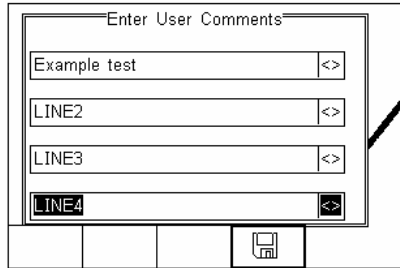 Enter User Comments
Example test <>
LINE2 <>
LINE3 <>
LINE4 <>